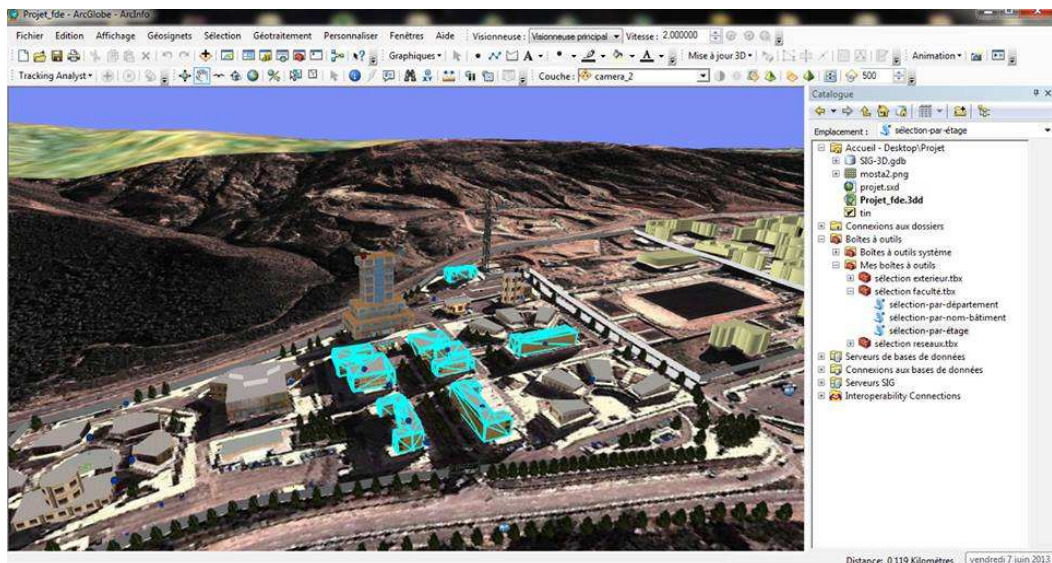 Projet_fde - ArcGlobe - ArcInfo
Fichier Edition Affichage Géosignets Sélection Géotraitement Personnaliser Fenêtres Aide Visionneuse : Visionneuse principal Vitesse : 2,000000
Graphiques A A Mise à jour 3D Animation
Tracking Analyst XY Couche : camera_2 500
Catalogue
Emplacement : sélection-par-étage
Accueil - Desktop\Projet
SIG-3D.gdb
mosta2.png
projet.sxd
Projet_fde.3dd
tin
Connexions aux dossiers
Boîtes à outils
Boîtes à outils système
Mes boîtes à outils
sélection exterieur.tbx
sélection faculté.tbx
sélection-par-département
sélection-par-nom-bâtiment
sélection-par-étage
sélection reseaux.tbx
Serveurs de bases de données
Connexions aux bases de données
Serveurs SIG
Interoperability Connections
Distance: 0,119 Kilomètres vendredi 7 juin 2013